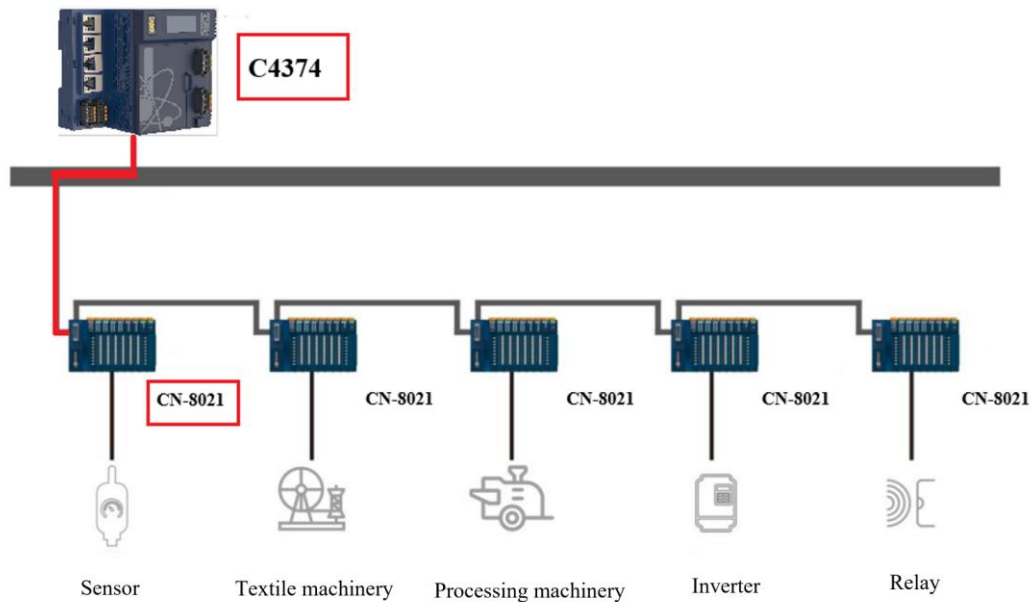 C4374
CN-8021
CN-8021
CN-8021
CN-8021
CN-8021
Sensor
Textile machinery
Processing machinery
Inverter
Relay